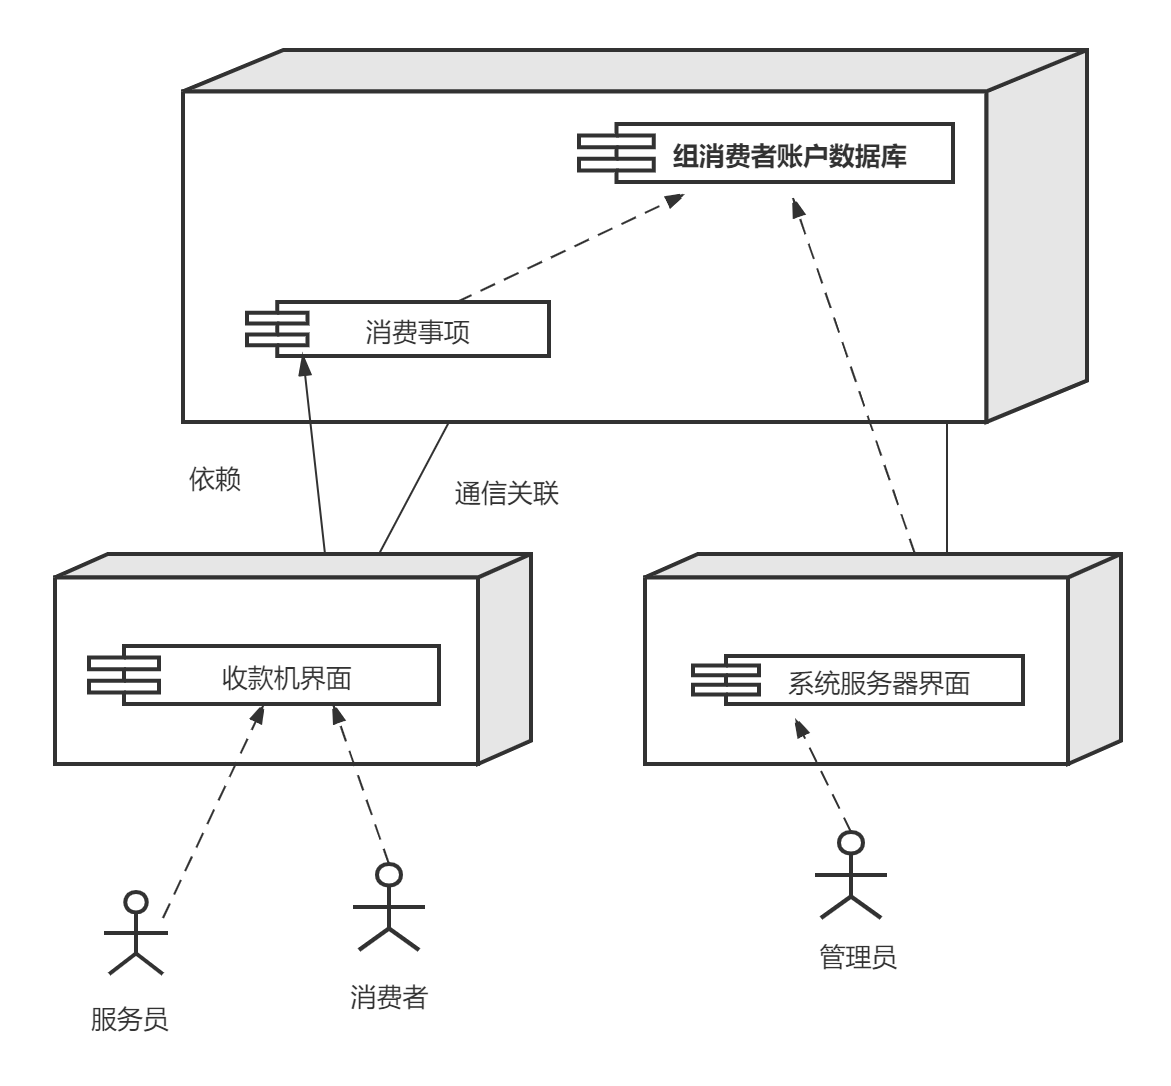 组消费者账户数据库
消费事项
依赖
通信关联
收款机界面
系统服务器界面
管理员
消费者
服务员